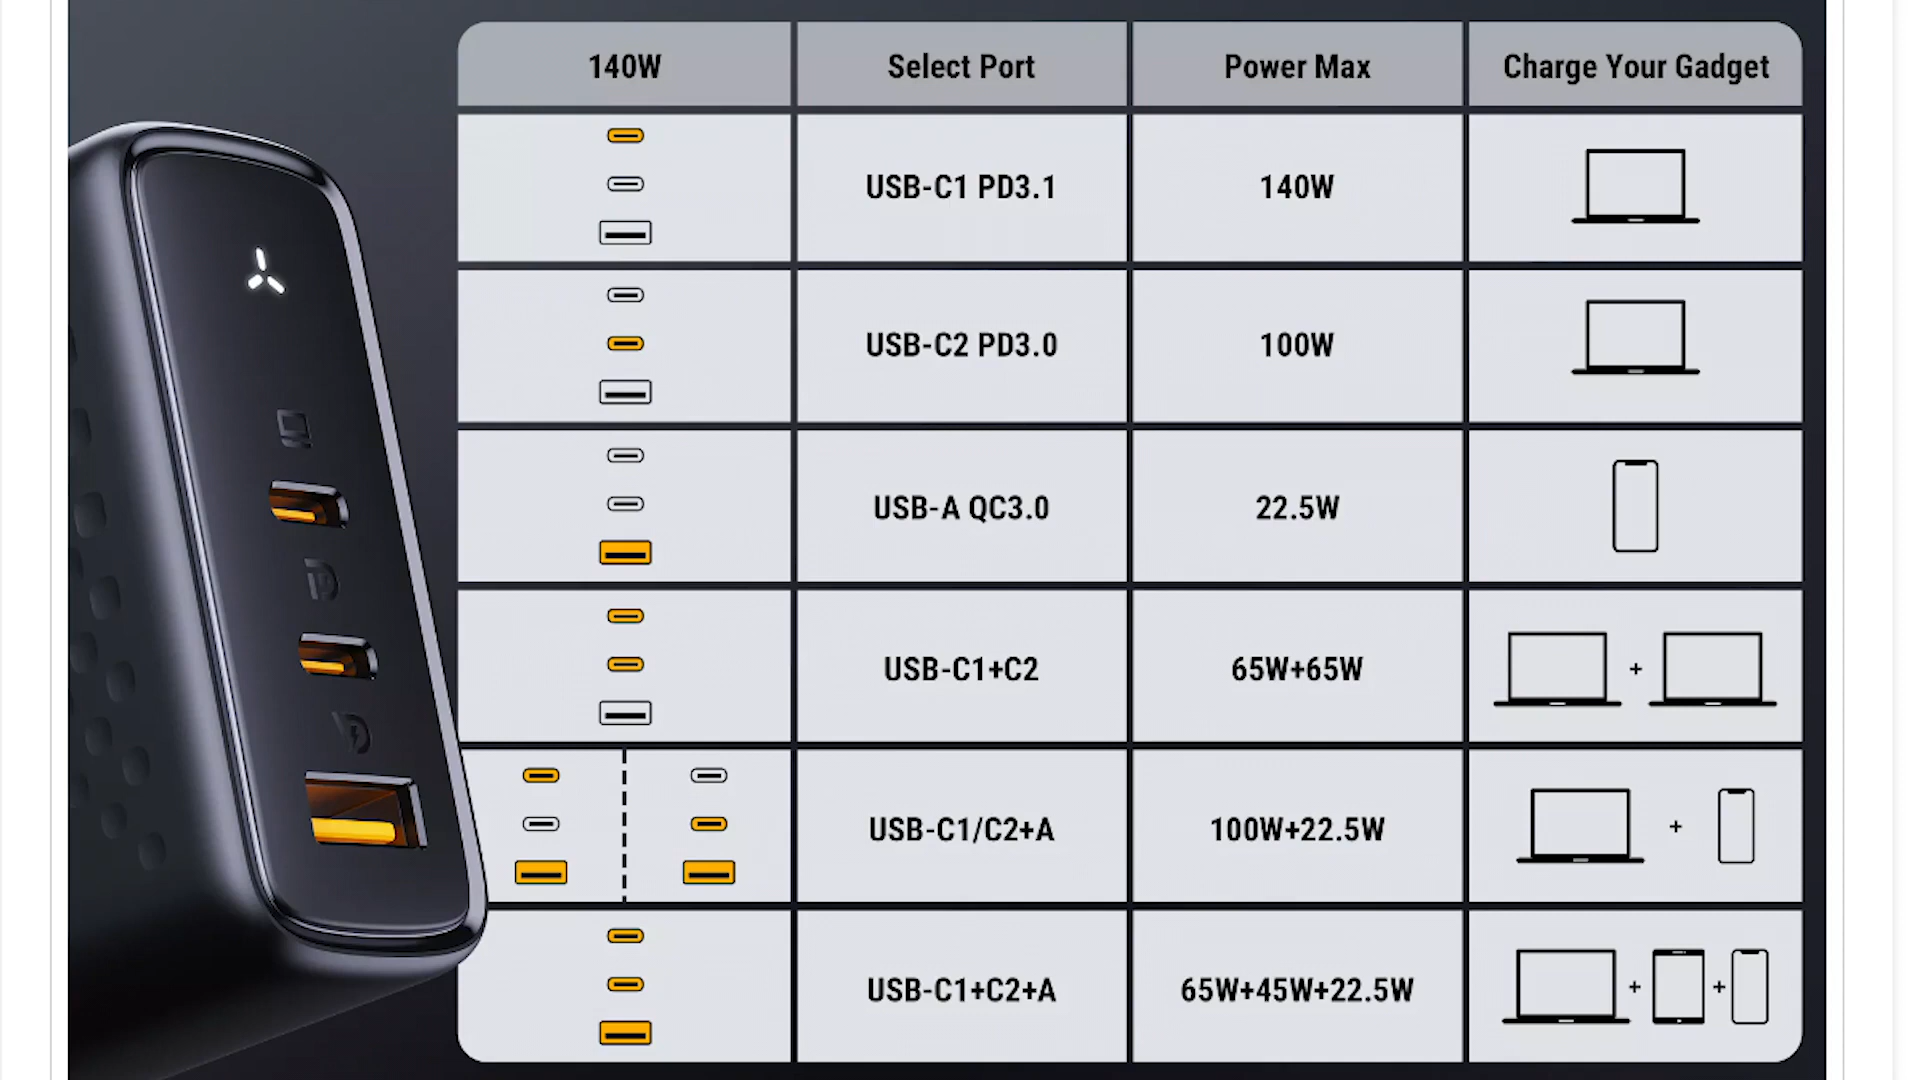 140W Select Port Power Max Charge Your Gadget
USB-C1 PD3.1 140W
USB-C2 PD3.0 100W
USB-A QC3.0 22.5W
USB-C1+C2 65W+65W +
USB-C1/C2+A 100W+22.5W +
USB-C1+C2+A 65W+45W+22.5W + +